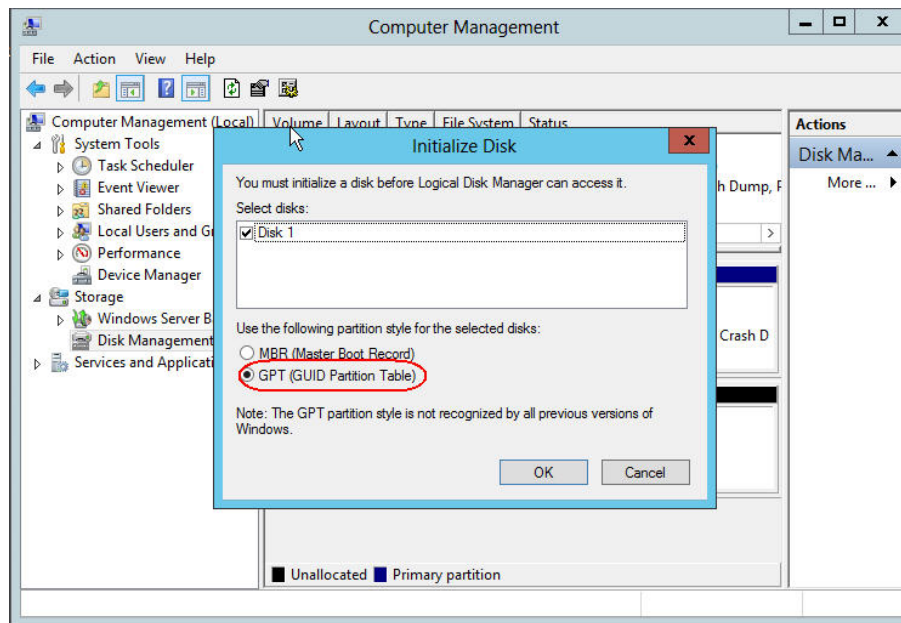 Computer Management
File Action View Help
Computer Management (Local)
System Tools
Task Scheduler
Event Viewer
Shared Folders
Local Users and
Performance
Device Manager
Storage
Windows Server
Disk Management
Services and
Volume Layout Type File System Status
h Dump,
Crash D
Initialize Disk
You must initialize a disk before Logical Disk Manager can access it.
Select disks:
Disk 1
Use the following partition style for the selected disks:
MBR (Master Boot Record)
GPT (GUID Partition Table)
Note: The GPT partition style is not recognized by all previous versions of
Windows.
OK Cancel
Unallocated Primary partition
Actions
Disk Ma...
More ...